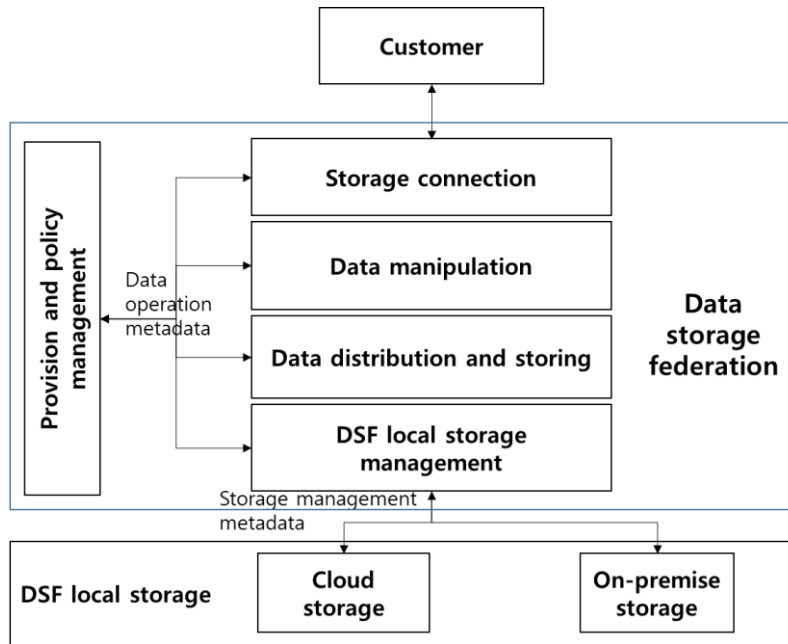 Customer
Storage connection
Data manipulation
Data distribution and storing
DSF local storage
management
Provision and policy
management
Data
operation
metadata
Data
storage
federation
Storage management
metadata
DSF local storage
Cloud
storage
On-premise
storage